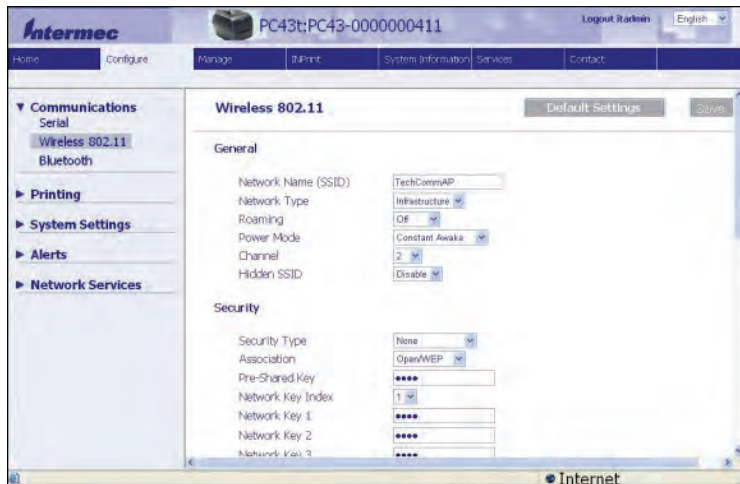 Intermec
PC43t:PC43-0000000411
Logout itadmin
English
Home
Configure
Manage
INPrint
System Information
Services
Contact
Communications
Serial
Wireless 802.11
Bluetooth
Printing
System Settings
Alerts
Network Services
Wireless 802.11
Default Settings
Save
General
Network Name (SSID)
TechCommAP
Network Type
Infrastructure
Roaming
Off
Power Mode
Constant Awake
Channel
2
Hidden SSID
Disable
Security
Security Type
None
Association
Open/WEP
Pre-Shared Key
••••
Network Key Index
1
Network Key 1
••••
Network Key 2
••••
Network Key 3
Internet